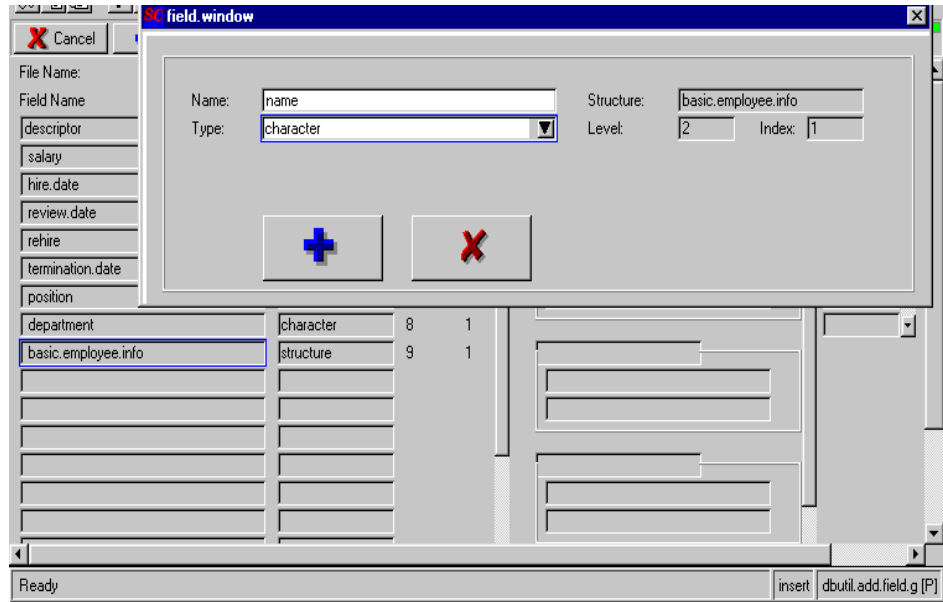 SC field.window
Cancel
File Name:
Field Name
Name: name Structure: basic.employee.info
Type: character Level: 2 Index: 1
descriptor
salary
hire.date
review.date
rehire
termination.date
position
department character 8 1
basic.employee.info structure 9 1
Ready insert dbutil.add.field.g [P]